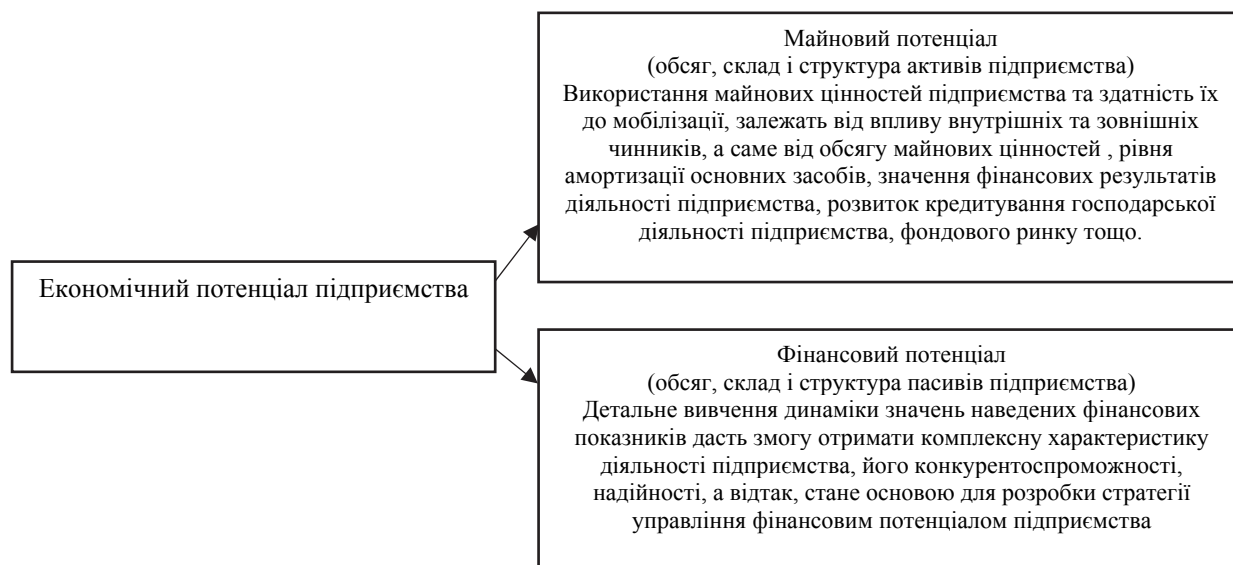 Майновий потенціал
(обсяг, склад і структура активів підприємства)
Використання майнових цінностей підприємства та здатність їх
до мобілізації, залежать від впливу внутрішніх та зовнішніх
чинників, а саме від обсягу майнових цінностей , рівня
амортизації основних засобів, значення фінансових результатів
діяльності підприємства, розвиток кредитування господарської
діяльності підприємства, фондового ринку тощо.
Економічний потенціал підприємства
Фінансовий потенціал
(обсяг, склад і структура пасивів підприємства)
Детальне вивчення динаміки значень наведених фінансових
показників дасть змогу отримати комплексну характеристику
діяльності підприємства, його конкурентоспроможності,
надійності, а відтак, стане основою для розробки стратегії
управління фінансовим потенціалом підприємства